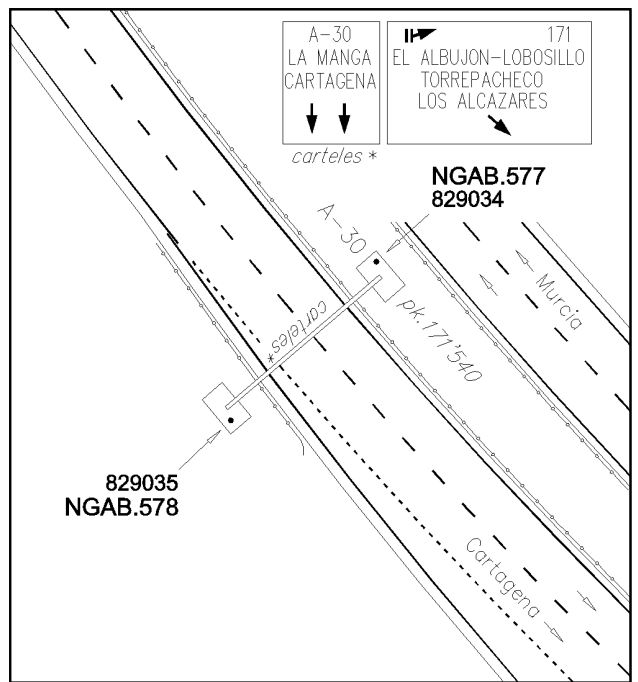 A-30
LA MANGA
CARTAGENA
171
EL ALBUJON-LOBOSILLO
TORREPACHECO
LOS ALCAZARES
carteles *
NGAB.577
829034
A-30
pk.171'540
Murcia
carteles*
829035
NGAB.578
Cartagena